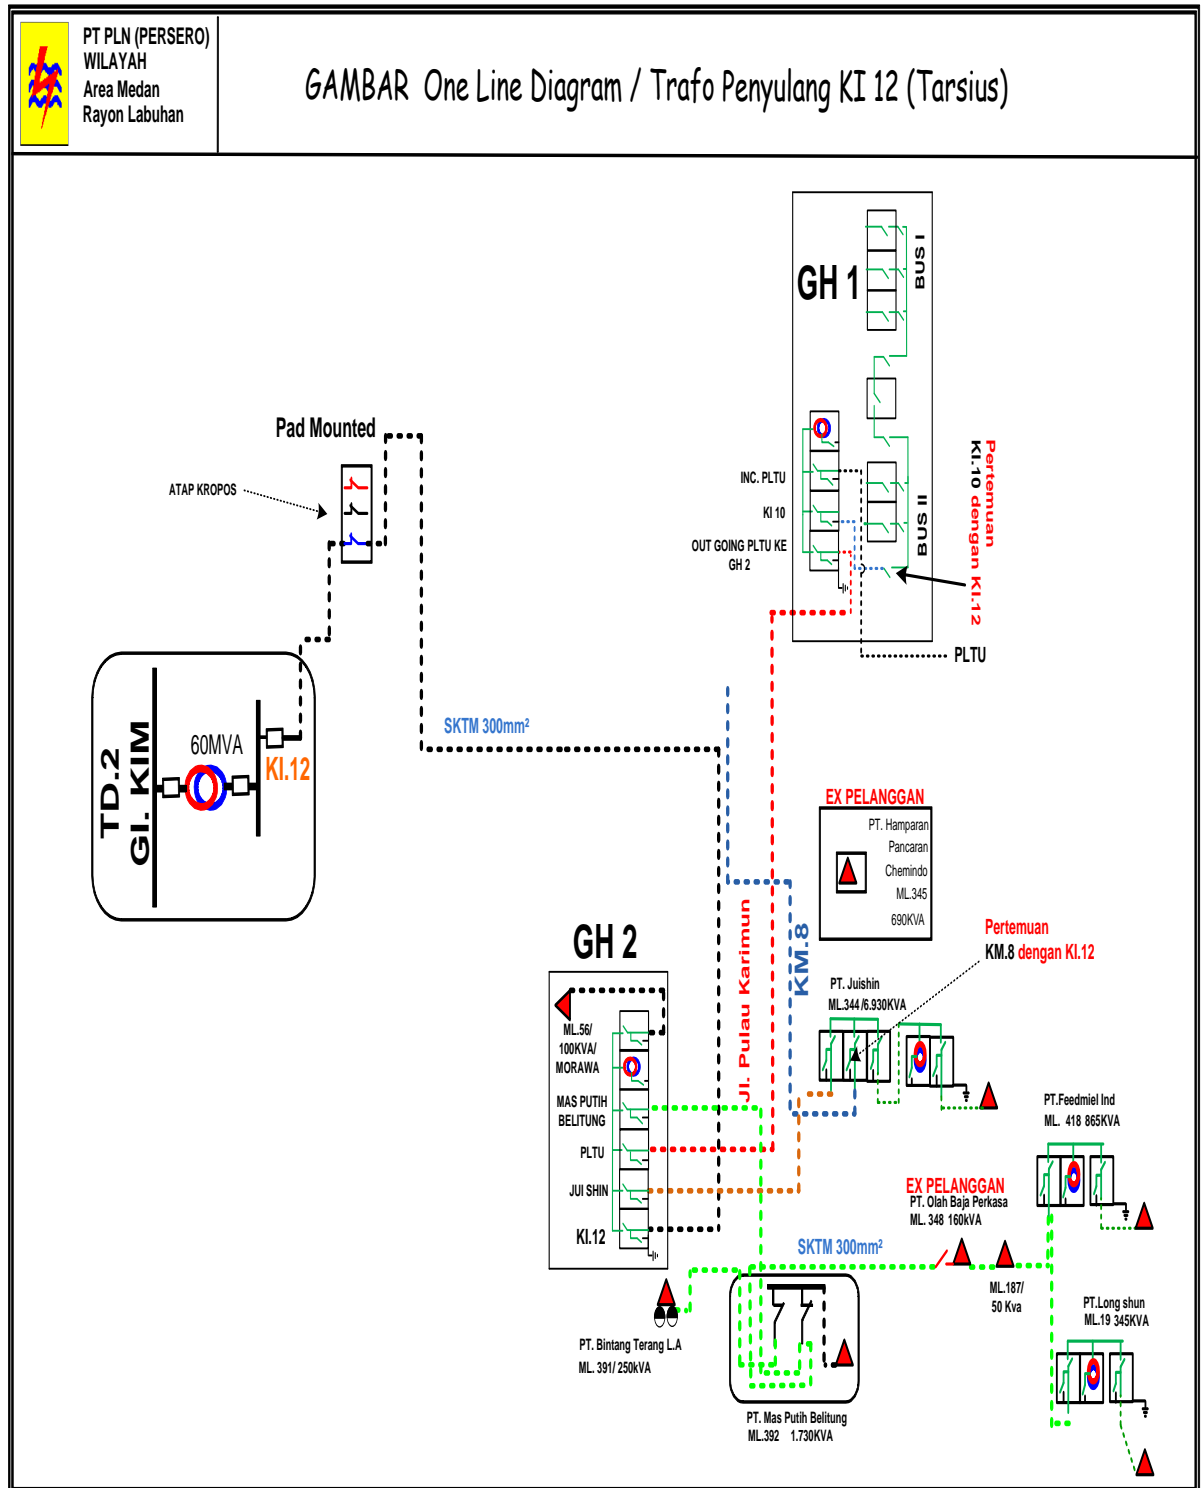 PT PLN (PERSERO)
WILAYAH
Area Medan
Rayon Labuhan
GAMBAR One Line Diagram / Trafo Penyulang KI 12 (Tarsius)
GH 1
BUS I
BUS II
INC. PLTU
KI 10
OUT GOING PLTU KE
GH 2
Pertemuan
KI.10 dengan KI.12
PLTU
Pad Mounted
ATAP KROPOS
SKTM 300mm²
TD.2
GI. KIM
60MVA
KI.12
EX PELANGGAN
PT. Hamparan
Pancaran
Chemindo
ML.345
690KVA
Jl. Pulau Karimun
KM.8
GH 2
ML.56/
100KVA/
MORAWA
MAS PUTIH
BELITUNG
PLTU
JUI SHIN
KI.12
Pertemuan
KM.8 dengan KI.12
PT. Juishin
ML.344/6.930KVA
PT.Feedmiel Ind
ML. 418 865KVA
EX PELANGGAN
PT. Olah Baja Perkasa
ML. 348 160kVA
SKTM 300mm²
ML.187/
50 Kva
PT.Long shun
ML.19 345KVA
PT. Bintang Terang L.A
ML. 391/ 250kVA
PT. Mas Putih Belitung
ML.392 1.730KVA